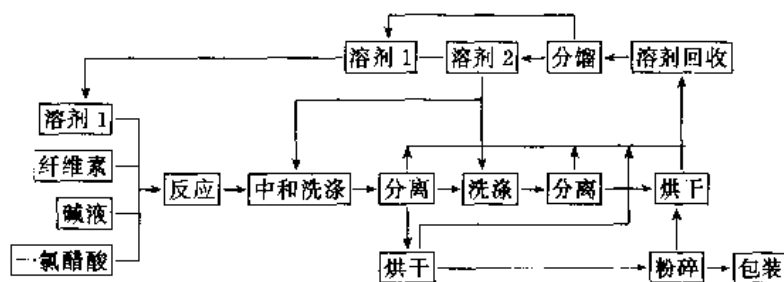 溶剂 1
溶剂 2
分馏
溶剂回收
溶剂 1
纤维素
碱液
一氯醋酸
反应
中和洗涤
分离
洗涤
分离
烘干
烘干
粉碎
包装